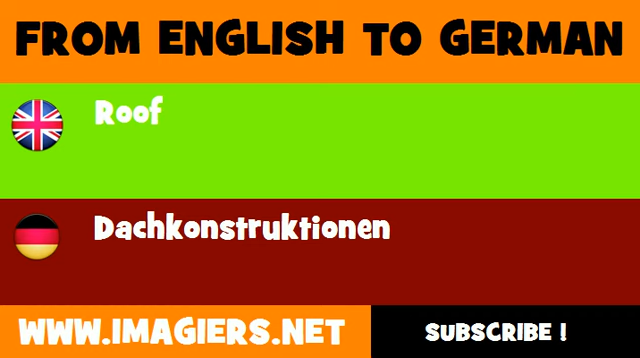 FROM ENGLISH TO GERMAN
Roof
Dachkonstruktionen
WWW.IMAGIERS.NET
SUBSCRIBE !